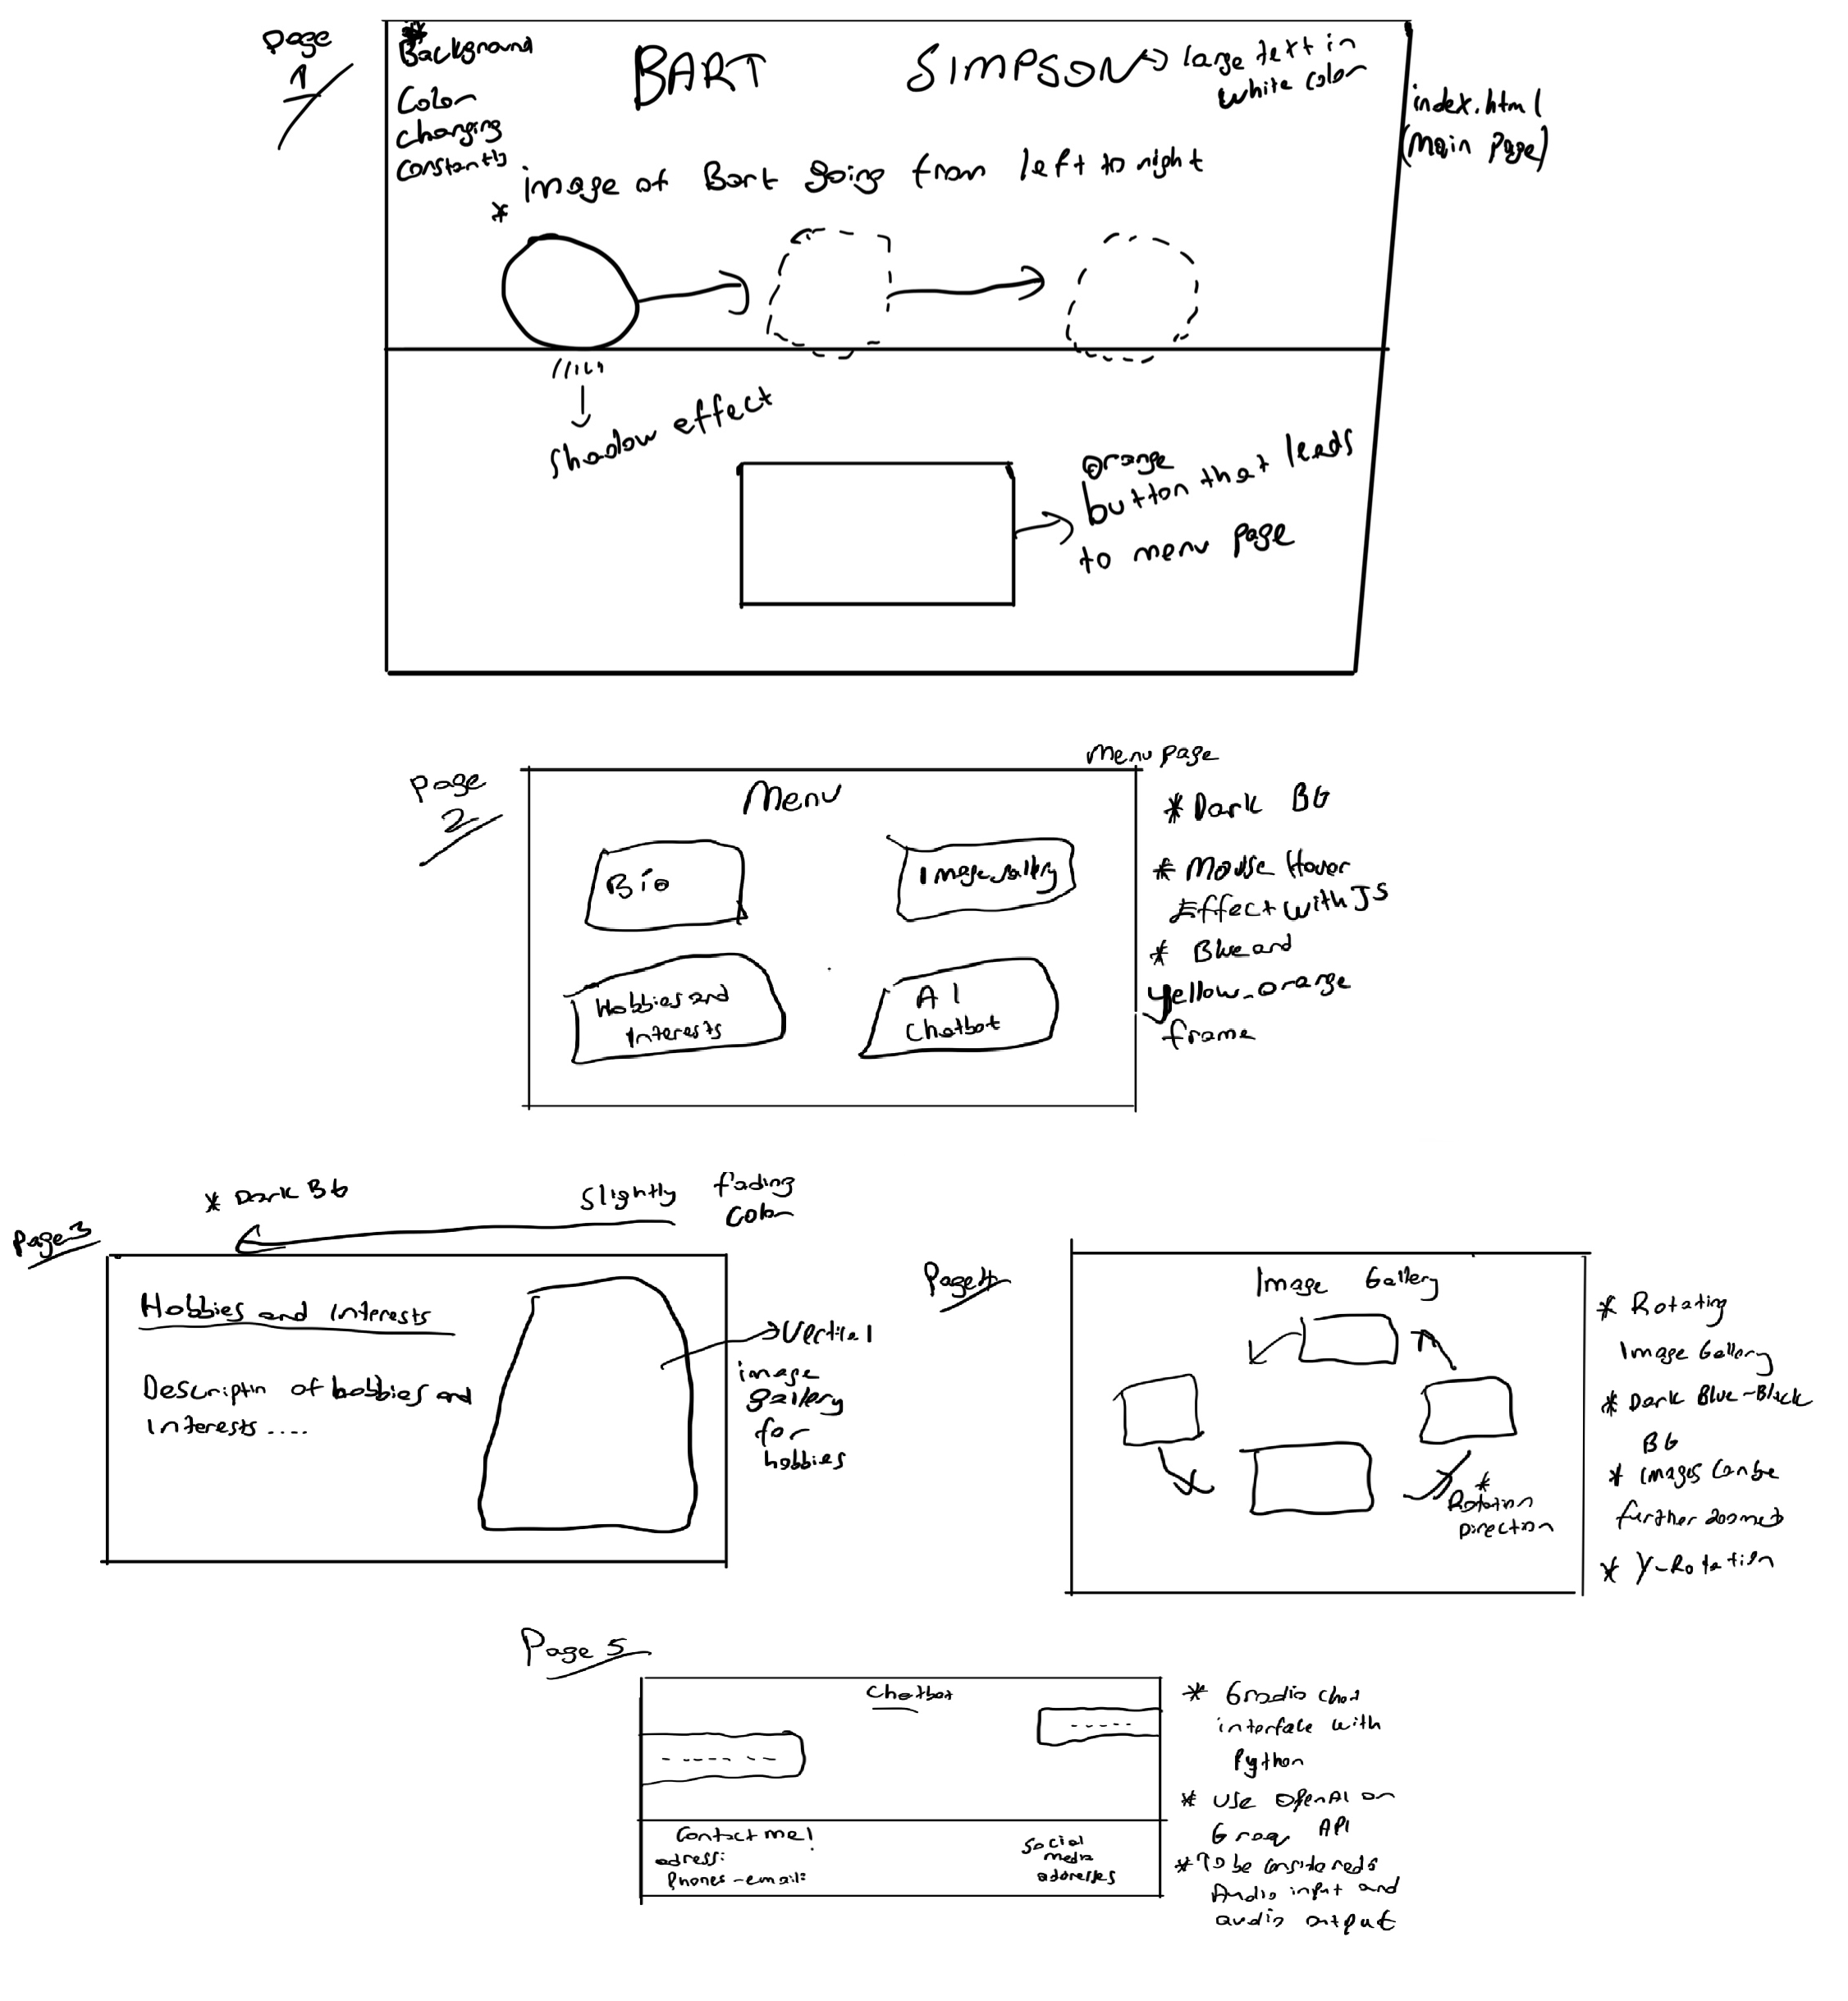 Page
1
*
Background
Color
changing
constantly
BART SIMPSON
large text in
white color
index.html
(Main Page)
* image of Bart going from left to right
shadow effect
orange
button that leads
to menu page
Page
2
Menu page
Menu
Bio
Image gallery
Hobbies and
Interests
AI
Chatbot
* Dark BG
* Mouse Hover
Effect with JS
* Blue and
yellow-orange
frame
Page 3
* Dark BG
slightly fading
color
Hobbies and Interests
Descriptin of hobbies and
Interests ....
Vertical
image
gallery
for
hobbies
Page 4
Image Gallery
* Rotation
Direction
* Rotating
Image Gallery
* Dark Blue-Black
BG
* Images can be
further zoomed
* Y-Rotation
Page 5
Chatbot
Contact me!
adress:
Phones-email:
Social
media
addresses
* Gradio chat
interface with
Python
* Use OpenAI or
Groq API
* To be considered:
Audio input and
audio output